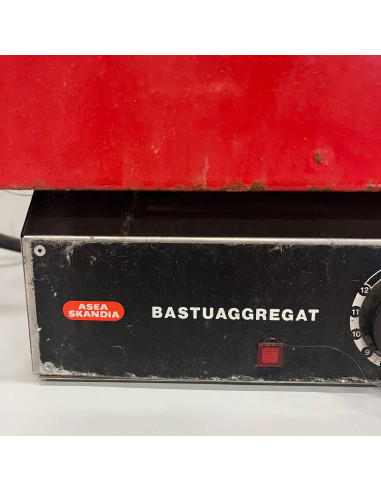 ASEA
SKANDIA
BASTUAGGREGAT
12
11
10
9